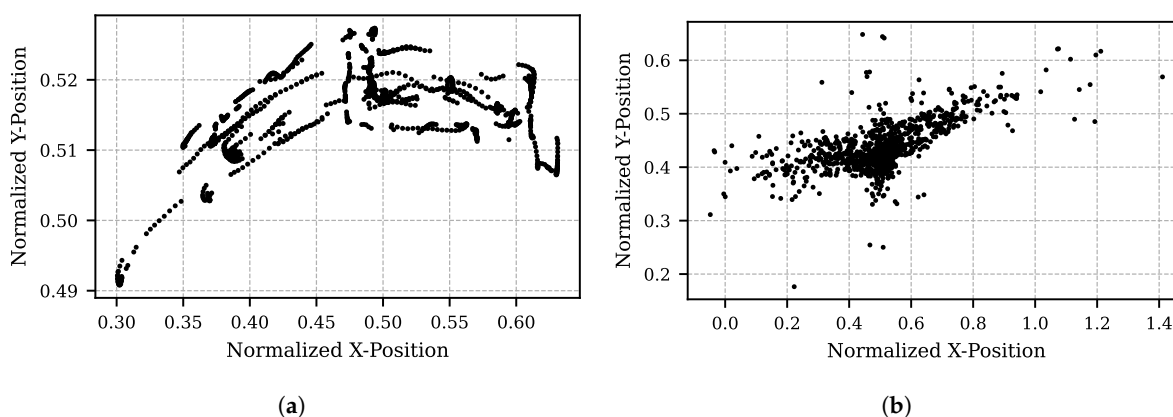 0.52
0.51
0.50
0.49
Normalized Y-Position
0.30 0.35 0.40 0.45 0.50 0.55 0.60
Normalized X-Position
(a)
0.6
0.5
0.4
0.3
0.2
Normalized Y-Position
0.0 0.2 0.4 0.6 0.8 1.0 1.2 1.4
Normalized X-Position
(b)